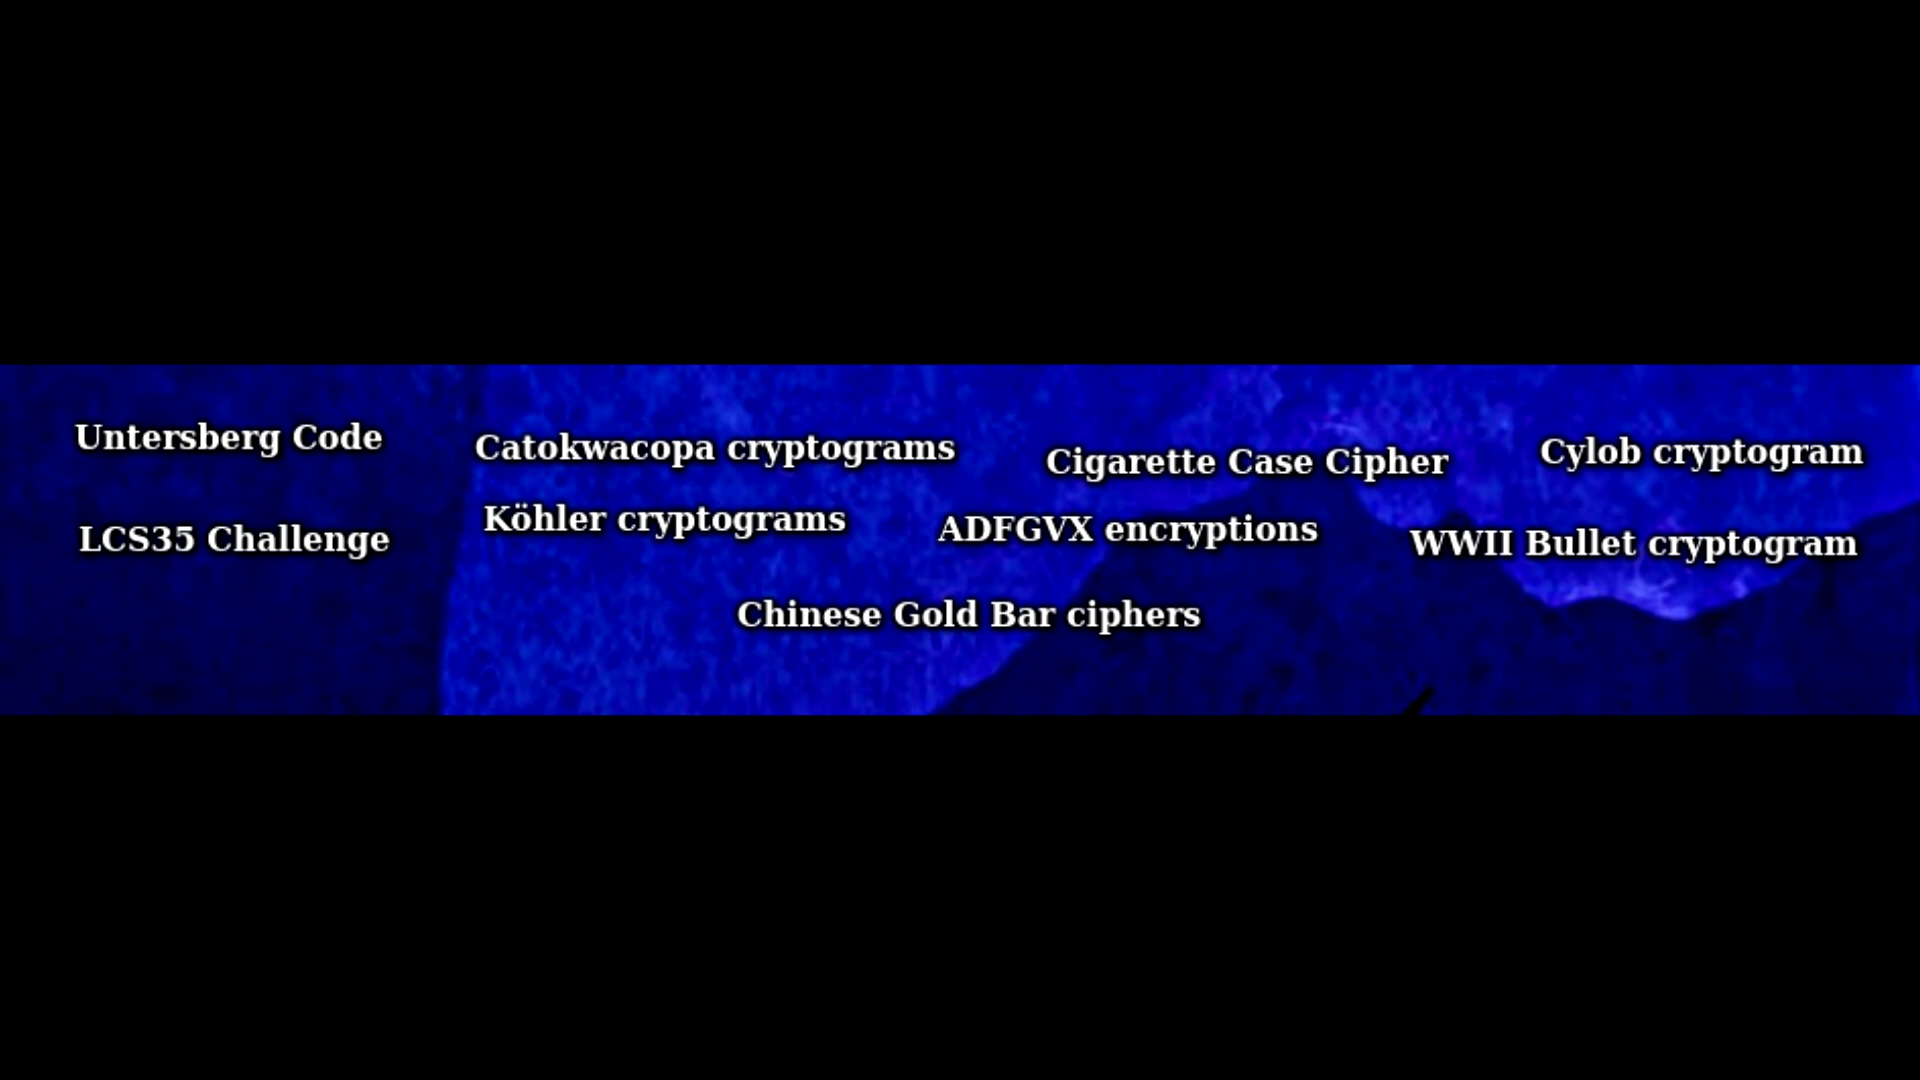 Untersberg Code
Catokwacopa cryptograms
Cigarette Case Cipher
Cylob cryptogram
LCS35 Challenge
Köhler cryptograms
ADFGVX encryptions
WWII Bullet cryptogram
Chinese Gold Bar ciphers